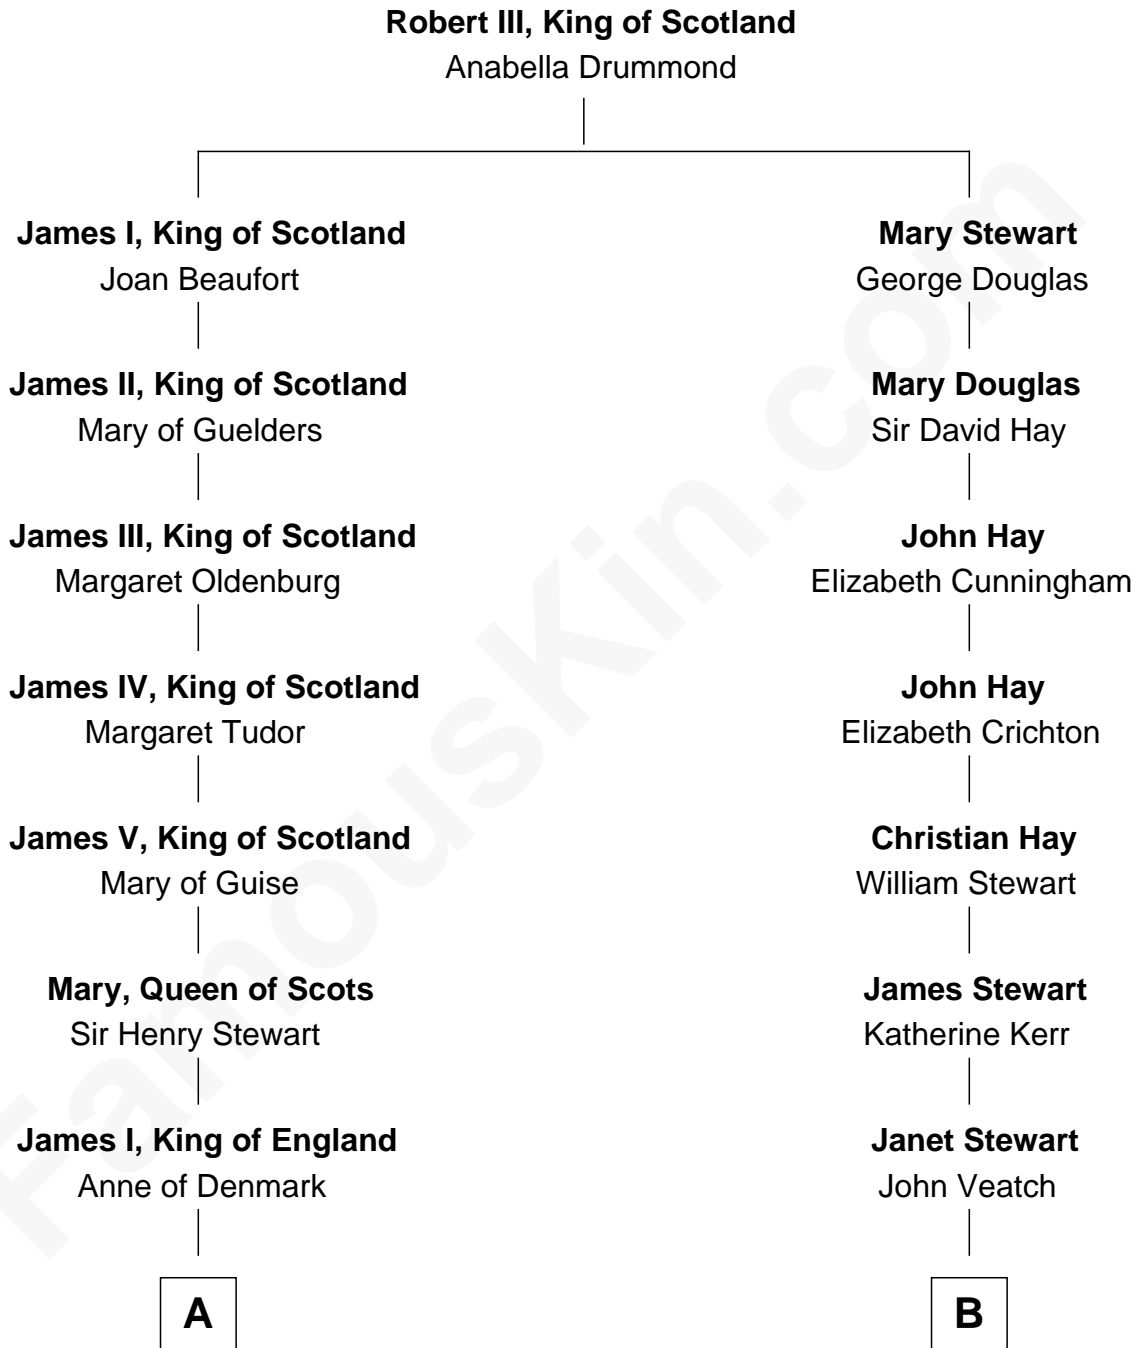 Robert III, King of Scotland
Anabella Drummond
James I, King of Scotland
Joan Beaufort
Mary Stewart
George Douglas
James II, King of Scotland
Mary of Guelders
Mary Douglas
Sir David Hay
James III, King of Scotland
Margaret Oldenburg
John Hay
Elizabeth Cunningham
James IV, King of Scotland
Margaret Tudor
John Hay
Elizabeth Crichton
James V, King of Scotland
Mary of Guise
Christian Hay
William Stewart
Mary, Queen of Scots
Sir Henry Stewart
James Stewart
Katherine Kerr
James I, King of England
Anne of Denmark
Janet Stewart
John Veatch
A
B
FamousKin.com